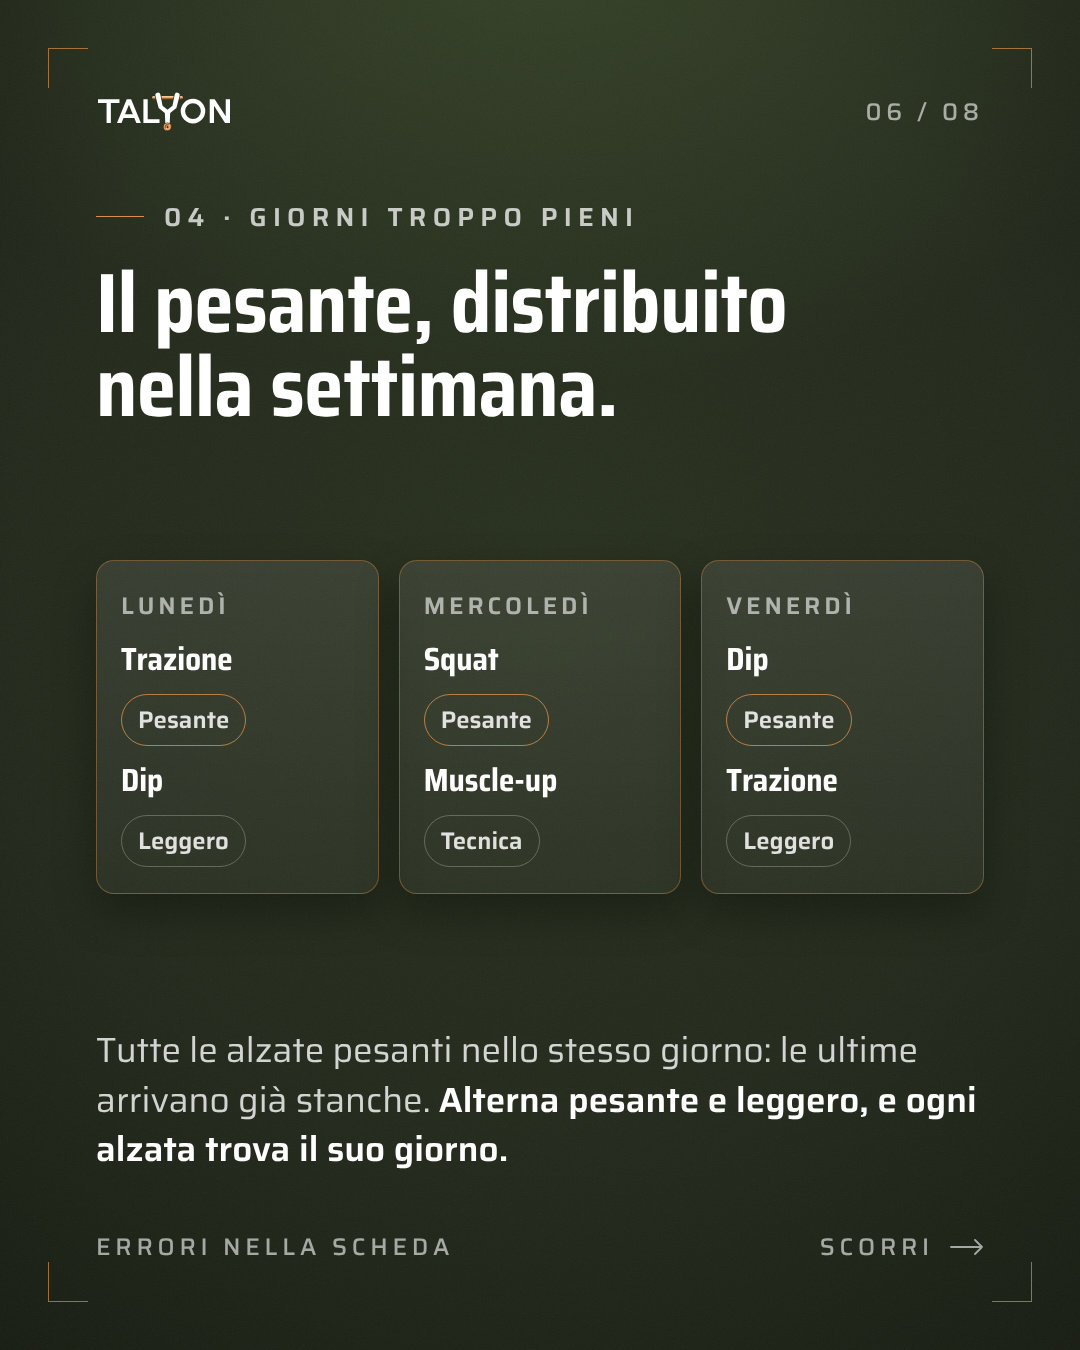 TALYON
06 / 08
04 · GIORNI TROPPO PIENI
Il pesante, distribuito
nella settimana.
LUNEDÌ
Trazione
Pesante
Dip
Leggero
MERCOLEDÌ
Squat
Pesante
Muscle-up
Tecnica
VENERDÌ
Dip
Pesante
Trazione
Leggero
Tutte le alzate pesanti nello stesso giorno: le ultime
arrivano già stanche. Alterna pesante e leggero, e ogni
alzata trova il suo giorno.
ERRORI NELLA SCHEDA
SCORRI →